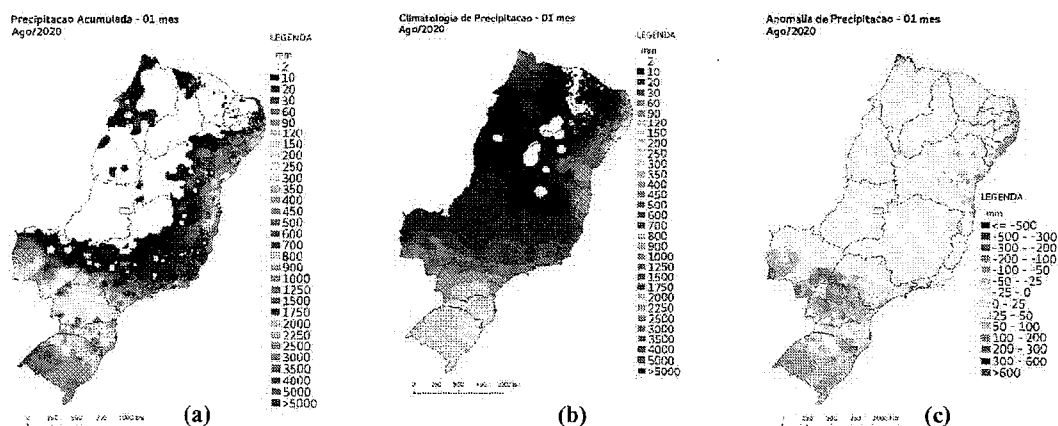 Precipitacao Acumulada - 01 mes
Ago/2020
LEGENDA
mm
2
10
20
30
60
90
120
150
200
250
300
350
400
450
500
600
700
800
900
1000
1250
1500
1750
2000
2250
2500
3000
3500
4000
5000
>5000
(a)
Climatologia de Precipitacao - 01 mes
Ago/2020
LEGENDA
mm
2
10
20
30
60
90
120
150
200
250
300
350
400
450
500
600
700
800
900
1000
1250
1500
1750
2000
2250
2500
3000
3500
4000
5000
>5000
(b)
Anomalia de Precipitacao - 01 mes
Ago/2020
LEGENDA
mm
<= -500
-500 - -300
-300 - -200
-200 - -100
-100 - -50
-50 - -25
-25 - 0
0 - 25
25 - 50
50 - 100
100 - 200
200 - 300
300 - 600
>600
(c)